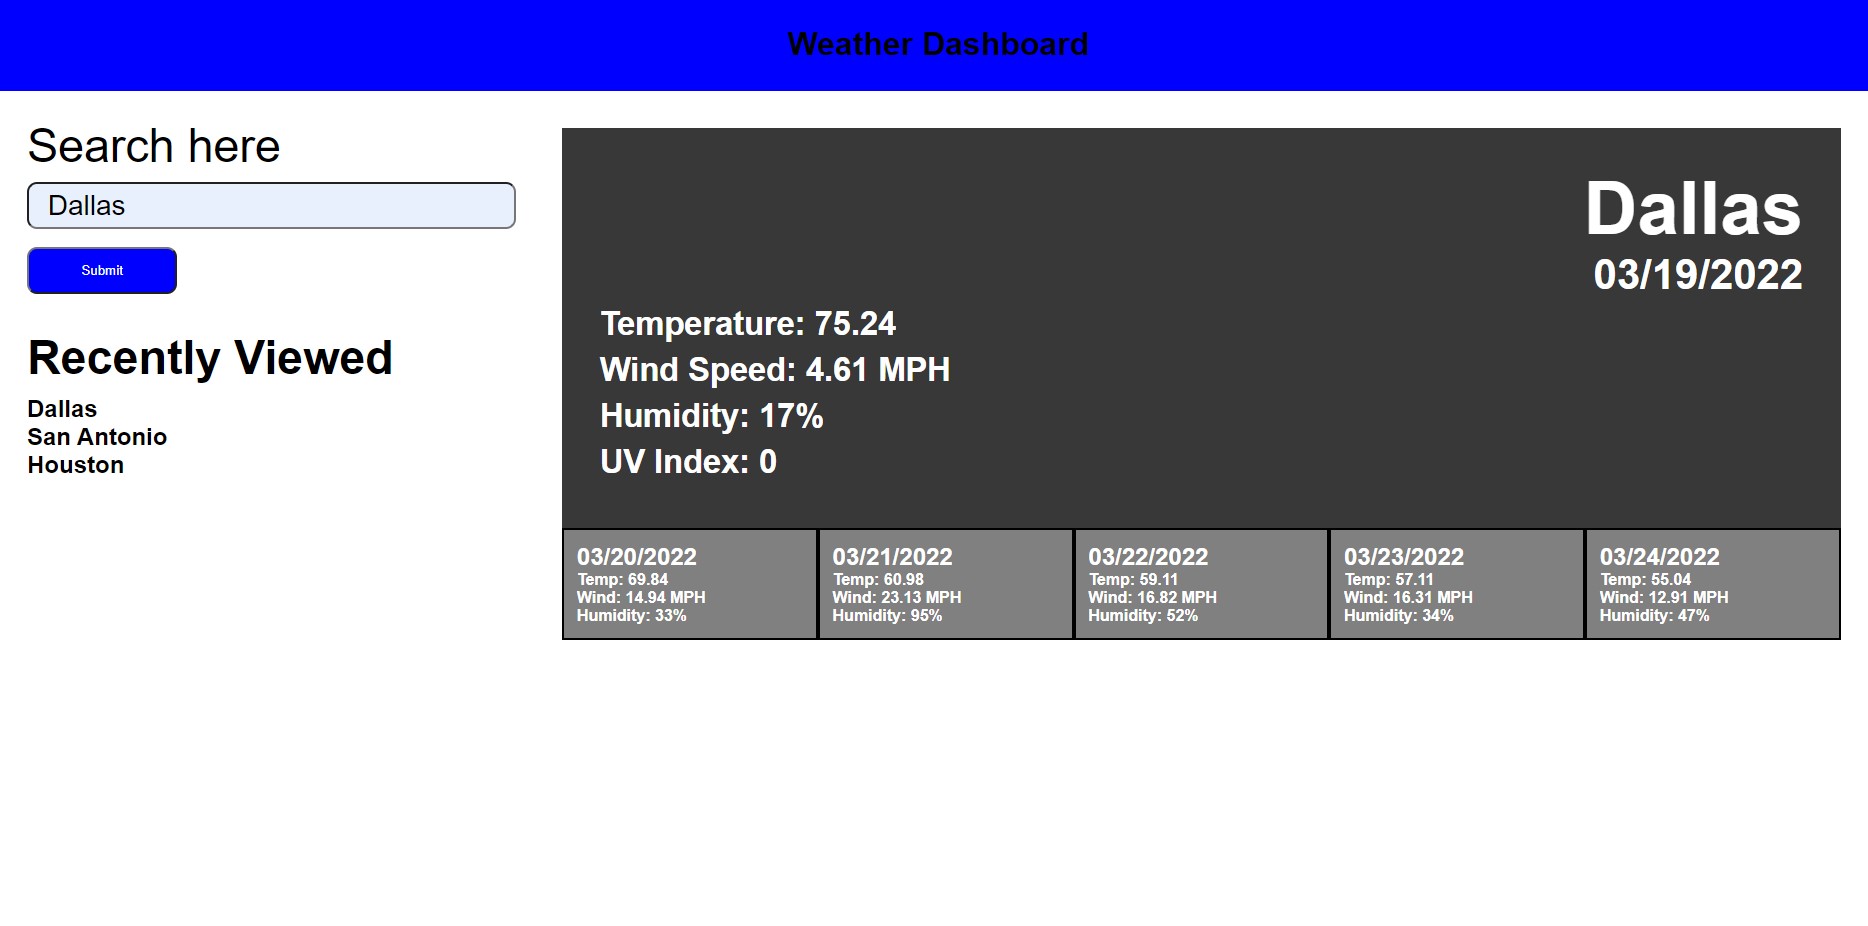 Weather Dashboard
Search here
Dallas
Submit
Recently Viewed
Dallas
San Antonio
Houston
Dallas
03/19/2022
Temperature: 75.24
Wind Speed: 4.61 MPH
Humidity: 17%
UV Index: 0
03/20/2022
Temp: 69.84
Wind: 14.94 MPH
Humidity: 33%
03/21/2022
Temp: 60.98
Wind: 23.13 MPH
Humidity: 95%
03/22/2022
Temp: 59.11
Wind: 16.82 MPH
Humidity: 52%
03/23/2022
Temp: 57.11
Wind: 16.31 MPH
Humidity: 34%
03/24/2022
Temp: 55.04
Wind: 12.91 MPH
Humidity: 47%